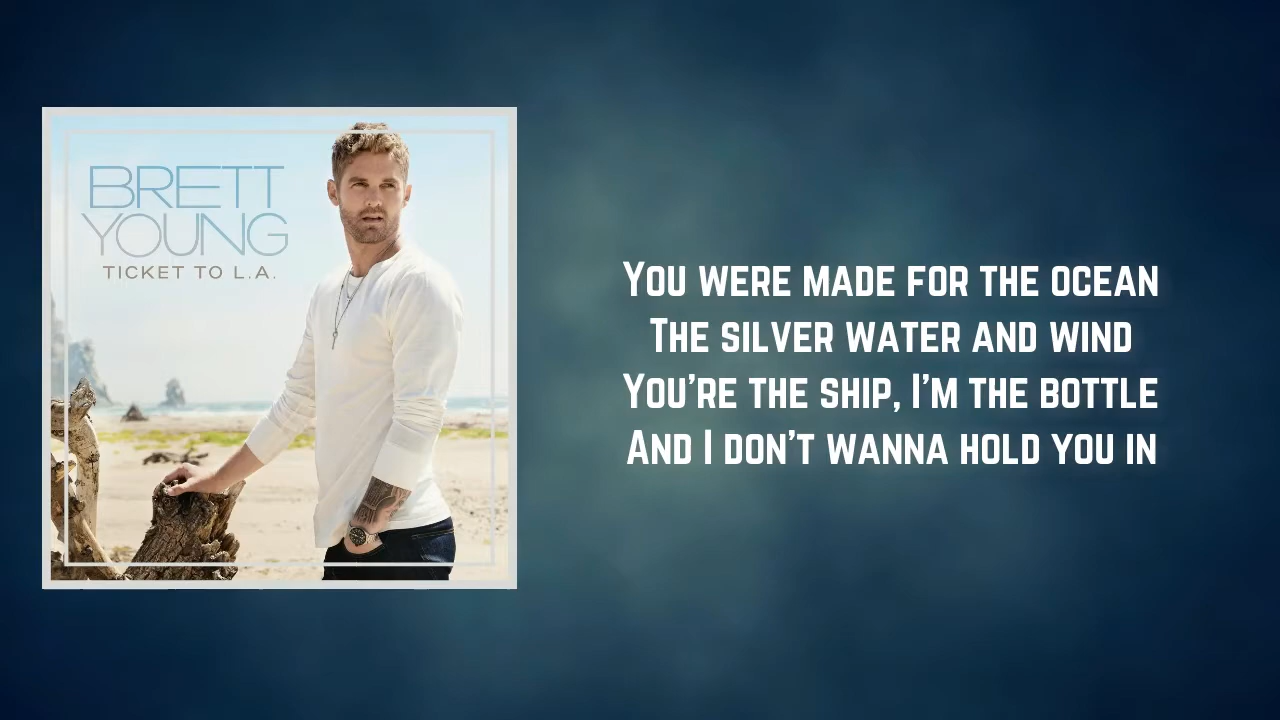 BRETT
YOUNG
TICKET TO L.A.
You were made for the ocean
The silver water and wind
You're the ship, I'm the bottle
And I don't wanna hold you in